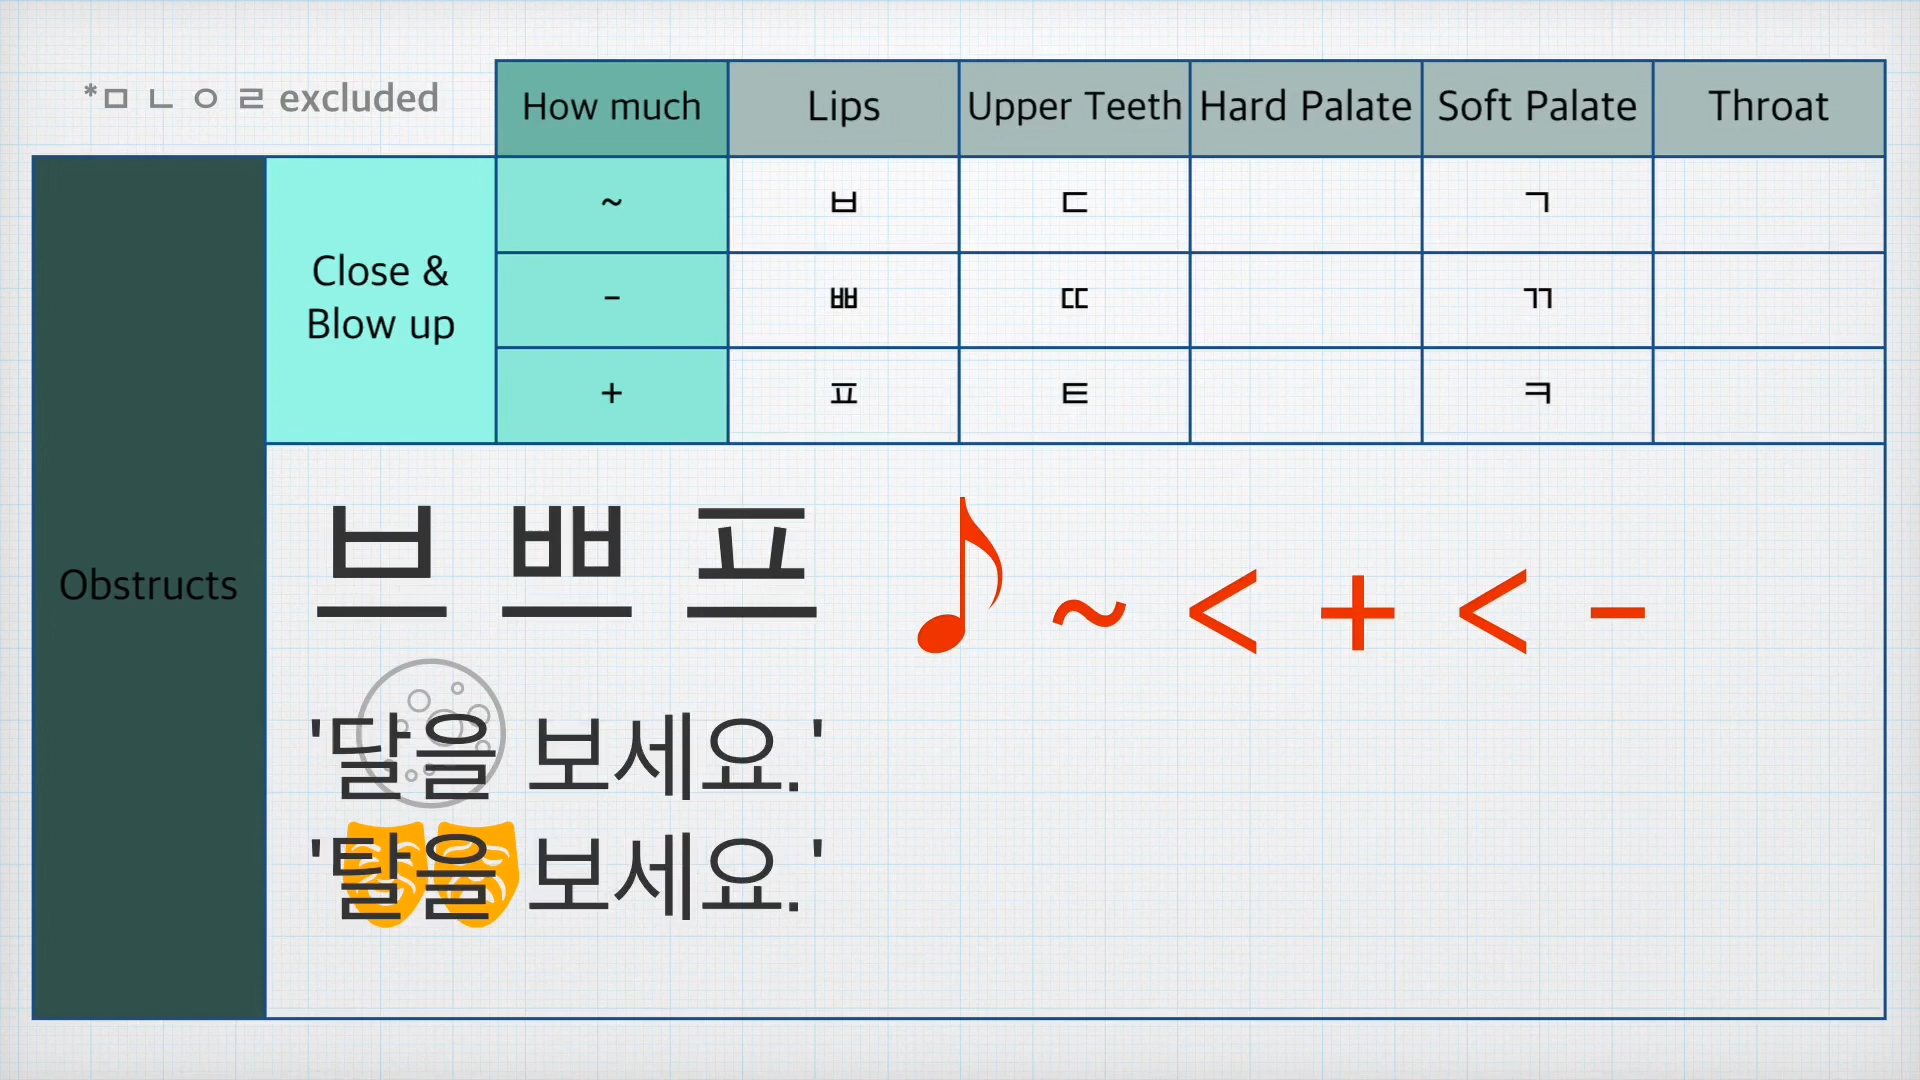 *ㅁ ㄴ ㅇ ㄹ excluded
How much Lips Upper Teeth Hard Palate Soft Palate Throat
~ ㅂ ㄷ ㄱ
Close &
Blow up
- ㅃ ㄸ ㄲ
+ ㅍ ㅌ ㅋ
Obstructs
브 쁘 프 ♪ ~ < + < -
'달을 보세요.'
'탈을 보세요.'